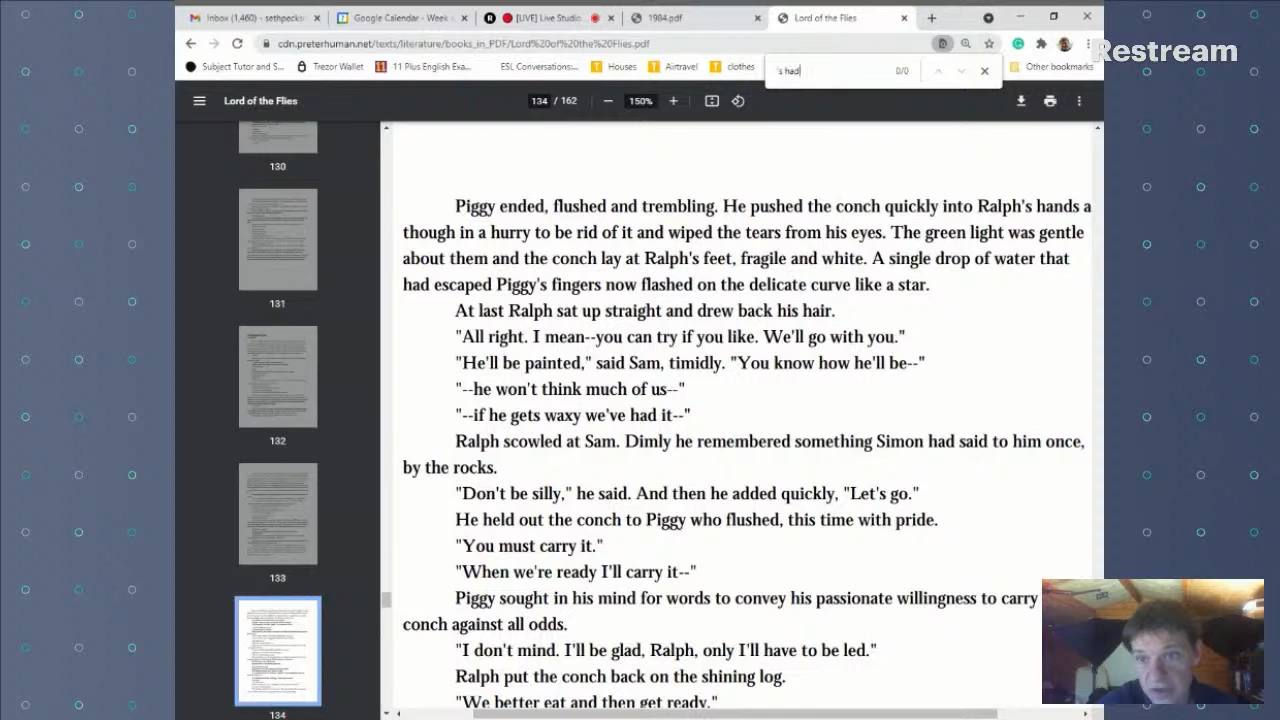 Inbox (1,460) - sethpecks
Google Calendar - Week
[LIVE] Live Studio
1984.pdf
Lord of the Flies
cdn.preterhuman.net/texts/literature/books_in_PDF/Lord%20of%20the%20Flies.pdf
Restream
Subject Tutor and S...
Trezor Wallet
11 Plus English Exa...
ESL Conversations:...
Houses
Airtravel
clothes
's had
0/0
Other bookmarks
Lord of the Flies
134 / 162
150%
130
131
132
133
134
Piggy ended, flushed and trembling. He pushed the conch quickly into Ralph's hands a
though in a hurry to be rid of it and wiped the tears from his eyes. The green light was gentle
about them and the conch lay at Ralph's feet, fragile and white. A single drop of water that
had escaped Piggy's fingers now flashed on the delicate curve like a star.
At last Ralph sat up straight and drew back his hair.
"All right. I mean--you can try if you like. We'll go with you."
"He'll be painted," said Sam, timidly. "You know how he'll be--"
"--he won't think much of us--"
"--if he gets waxy we've had it--"
Ralph scowled at Sam. Dimly he remembered something Simon had said to him once,
by the rocks.
"Don't be silly," he said. And then he added quickly, "Let's go."
He held out the conch to Piggy who flushed, this time with pride.
"You must carry it."
"When we're ready I'll carry it--"
Piggy sought in his mind for words to convey his passionate willingness to carry
conch against all odds.
"I don't mind. I'll be glad, Ralph, only I'll have to be led."
Ralph put the conch back on the shining log.
"We better eat and then get ready."